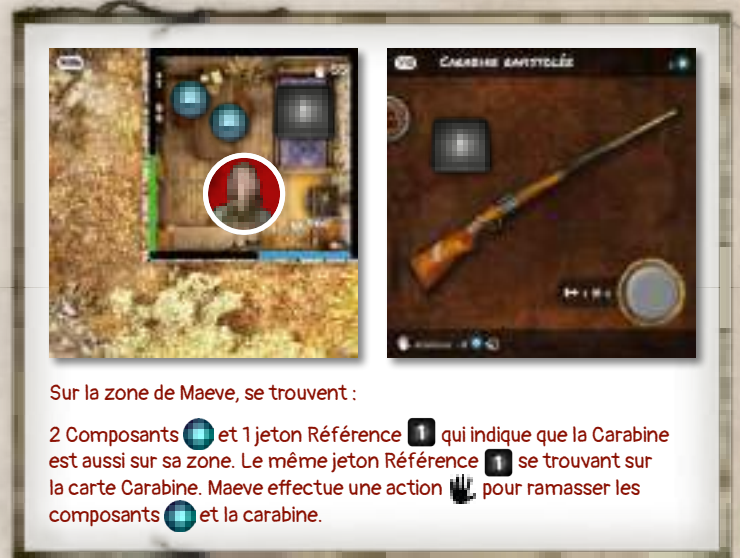 CARABINE RAFISTOLÉE
Sur la zone de Maeve, se trouvent :
2 Composants et 1 jeton Référence 1 qui indique que la Carabine
est aussi sur sa zone. Le même jeton Référence 1 se trouvant sur
la carte Carabine. Maeve effectue une action pour ramasser les
composants et la carabine.